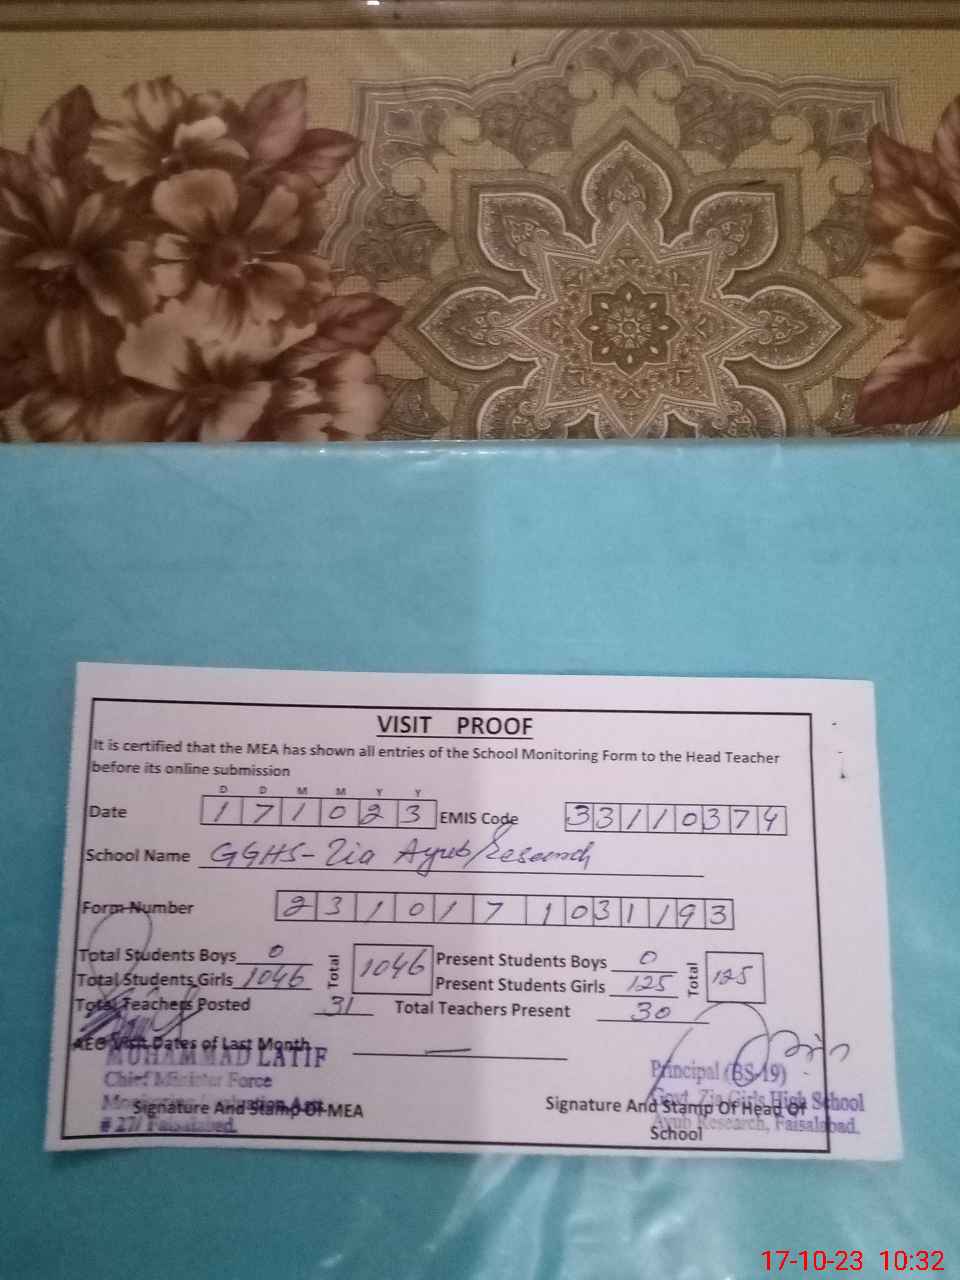 VISIT PROOF
It is certified that the MEA has shown all entries of the School Monitoring Form to the Head Teacher
before its online submission
D D M M Y Y
Date 1 7 1 0 2 3 EMIS Code 3 3 1 1 0 3 7 4
School Name GGHS-Zia Ayub/Research
Form Number 2 3 1 0 1 7 1 0 3 1 1 9 3
Total Students Boys 0 Total 1046 Present Students Boys 0 Total 125
Total Students Girls 1046 Present Students Girls 125
Total Teachers Posted 31 Total Teachers Present 30
AEO Visit Dates of Last Month —
MUHAMMAD LATIF
Chief Minister Force
# 27/ Faisalabad.
Signature And Stamp Of MEA
Principal (BS-19)
Govt. Zia Girls High School
Ayub Research, Faisalabad.
Signature And Stamp Of Head Of
School
17-10-23 10:32